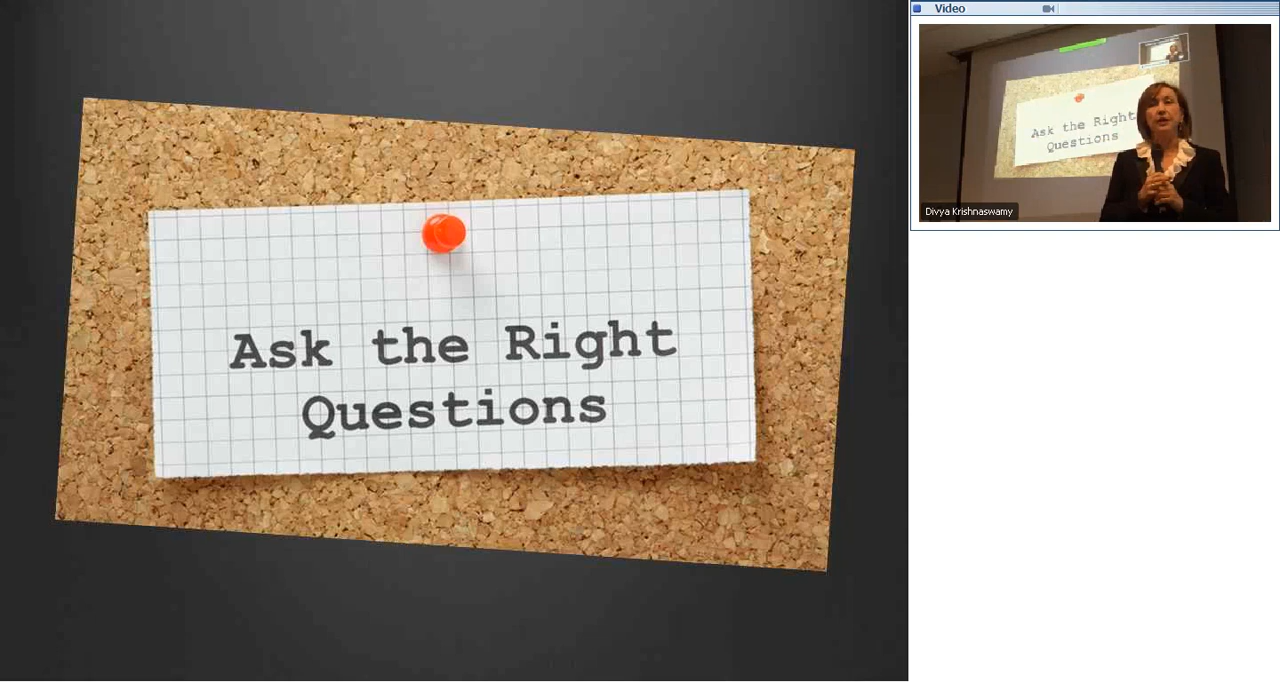 Ask the Right
Questions
Video
Ask the Right
Questions
Divya Krishnaswamy